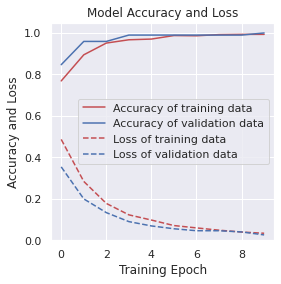 Model Accuracy and Loss
Accuracy and Loss
1.0
0.8
0.6
0.4
0.2
0.0
Accuracy of training data
Accuracy of validation data
Loss of training data
Loss of validation data
0 2 4 6 8
Training Epoch